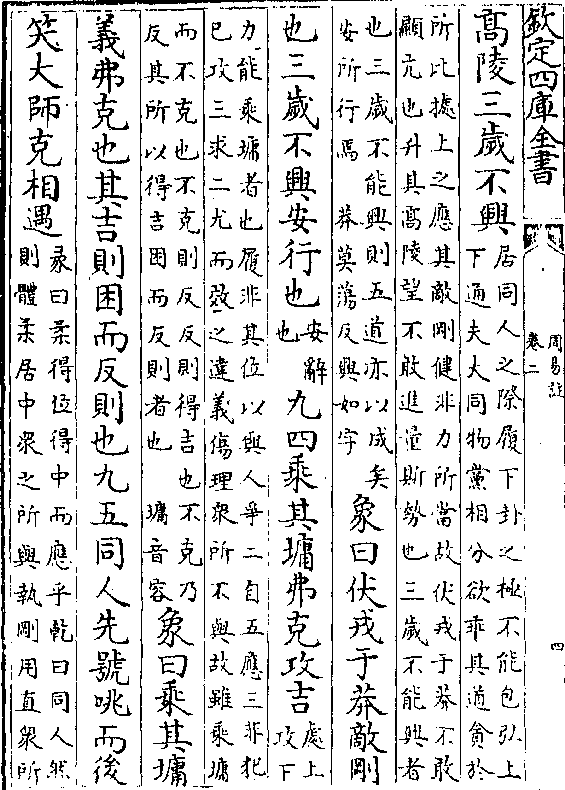 欽定四庫全書
周易註
卷二
四
髙陵三歲不興
居同人之際履下卦之極不能包弘上
下通夫大同物黨相分欲乖其道貪於
所比據上之應其敵剛健非力所當故伏戎于莽不敢
顯亢也升其髙陵望不敢進量斯勢也三歲不能興者
也三歲不能興則五道亦以成矣
安所行焉 莽莫蕩反興如字
象曰伏戎于莽敵剛
也三歲不興安行也
安辭
也
九四乘其墉弗克攻吉
處上
攻下
力能乘墉者也履非其位以與人爭二自五應三非犯
已攻三求二尤而效之違義傷理衆所不與故雖乘墉
而不克也不克則反反則得吉也不克乃
反其所以得吉困而反則者也 墉音容
象曰乘其墉
義弗克也其吉則困而反則也九五同人先號咷而後
笑大師克相遇
彖曰柔得位得中而應乎乾曰同人然
則體柔居中衆之所與執剛用直衆所